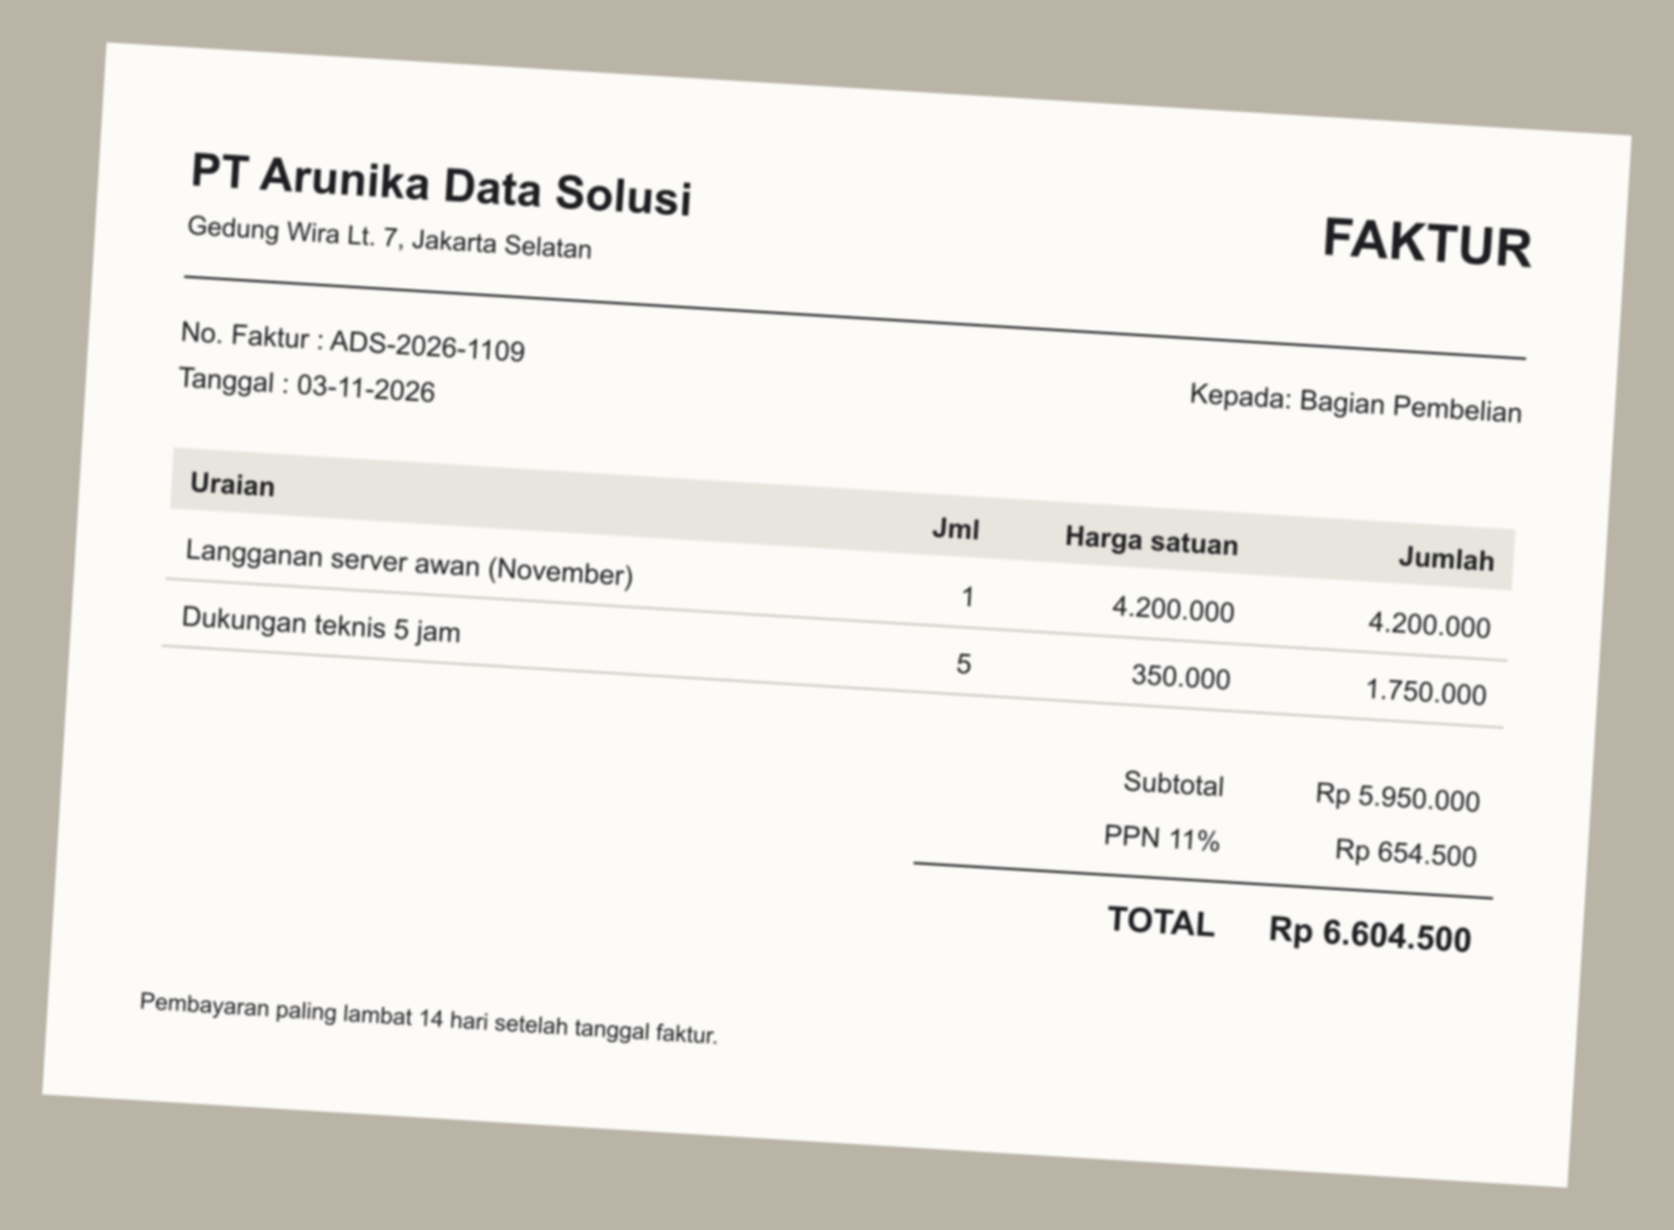 PT Arunika Data Solusi
Gedung Wira Lt. 7, Jakarta Selatan
FAKTUR
No. Faktur : ADS-2026-1109
Tanggal : 03-11-2026
Kepada: Bagian Pembelian
Uraian Jml Harga satuan Jumlah
Langganan server awan (November) 1 4.200.000 4.200.000
Dukungan teknis 5 jam 5 350.000 1.750.000
Subtotal Rp 5.950.000
PPN 11% Rp 654.500
TOTAL Rp 6.604.500
Pembayaran paling lambat 14 hari setelah tanggal faktur.